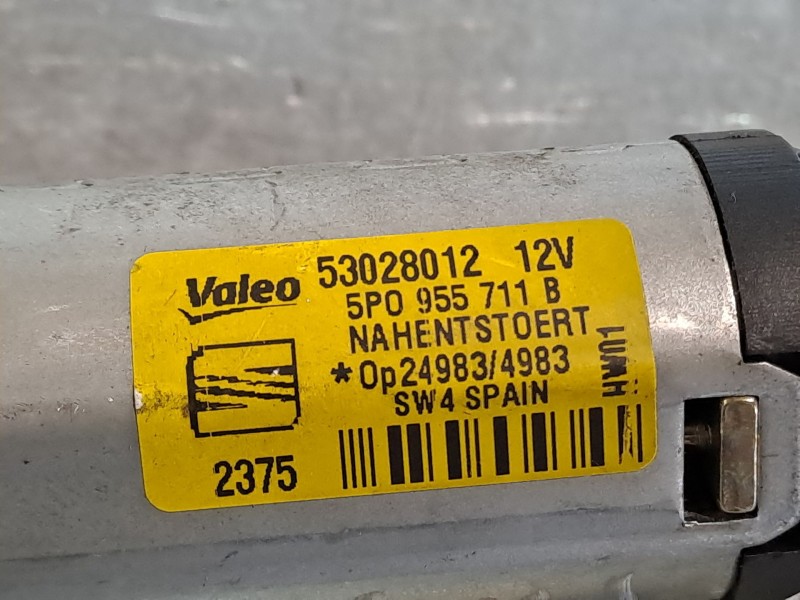 Valeo 53028012 12V
5P0 955 711 B
NAHENTSTOERT
*Op24983/4983
SW4 SPAIN
HW01
2375